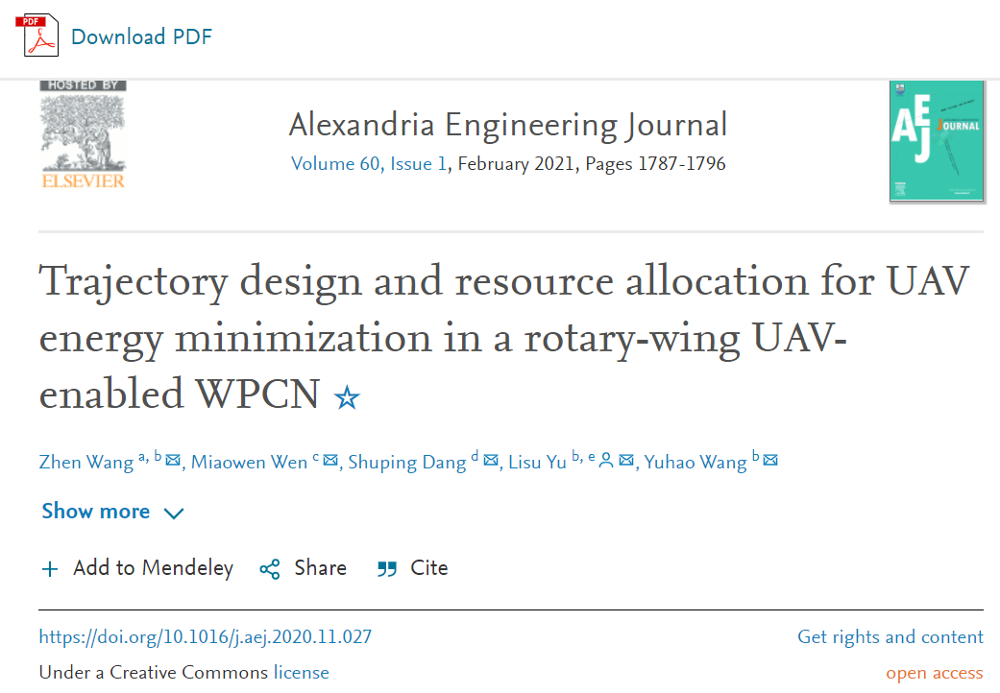 PDF
Download PDF
HOSTED BY
ELSEVIER
Alexandria Engineering Journal
Volume 60, Issue 1, February 2021, Pages 1787-1796
AEJ
JOURNAL
Trajectory design and resource allocation for UAV
energy minimization in a rotary-wing UAV-
enabled WPCN
Zhen Wang a, b, Miaowen Wen c, Shuping Dang d, Lisu Yu b, e, Yuhao Wang b
Show more
+ Add to Mendeley Share Cite
https://doi.org/10.1016/j.aej.2020.11.027 Get rights and content
Under a Creative Commons license open access